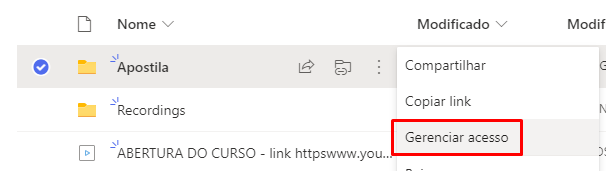 Nome Modificado Modif
Apostila
Compartilhar
Copiar link
Recordings
Gerenciar acesso
ABERTURA DO CURSO - link httpswww.you...